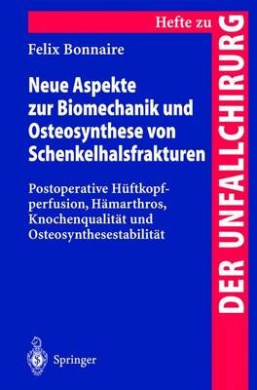 Hefte zu
DER UNFALLCHIRURG
Felix Bonnaire
Neue Aspekte
zur Biomechanik und
Osteosynthese von
Schenkelhalsfrakturen
Postoperative Hüftkopf-
perfusion, Hämarthros,
Knochenqualität und
Osteosynthesestabilität
Springer